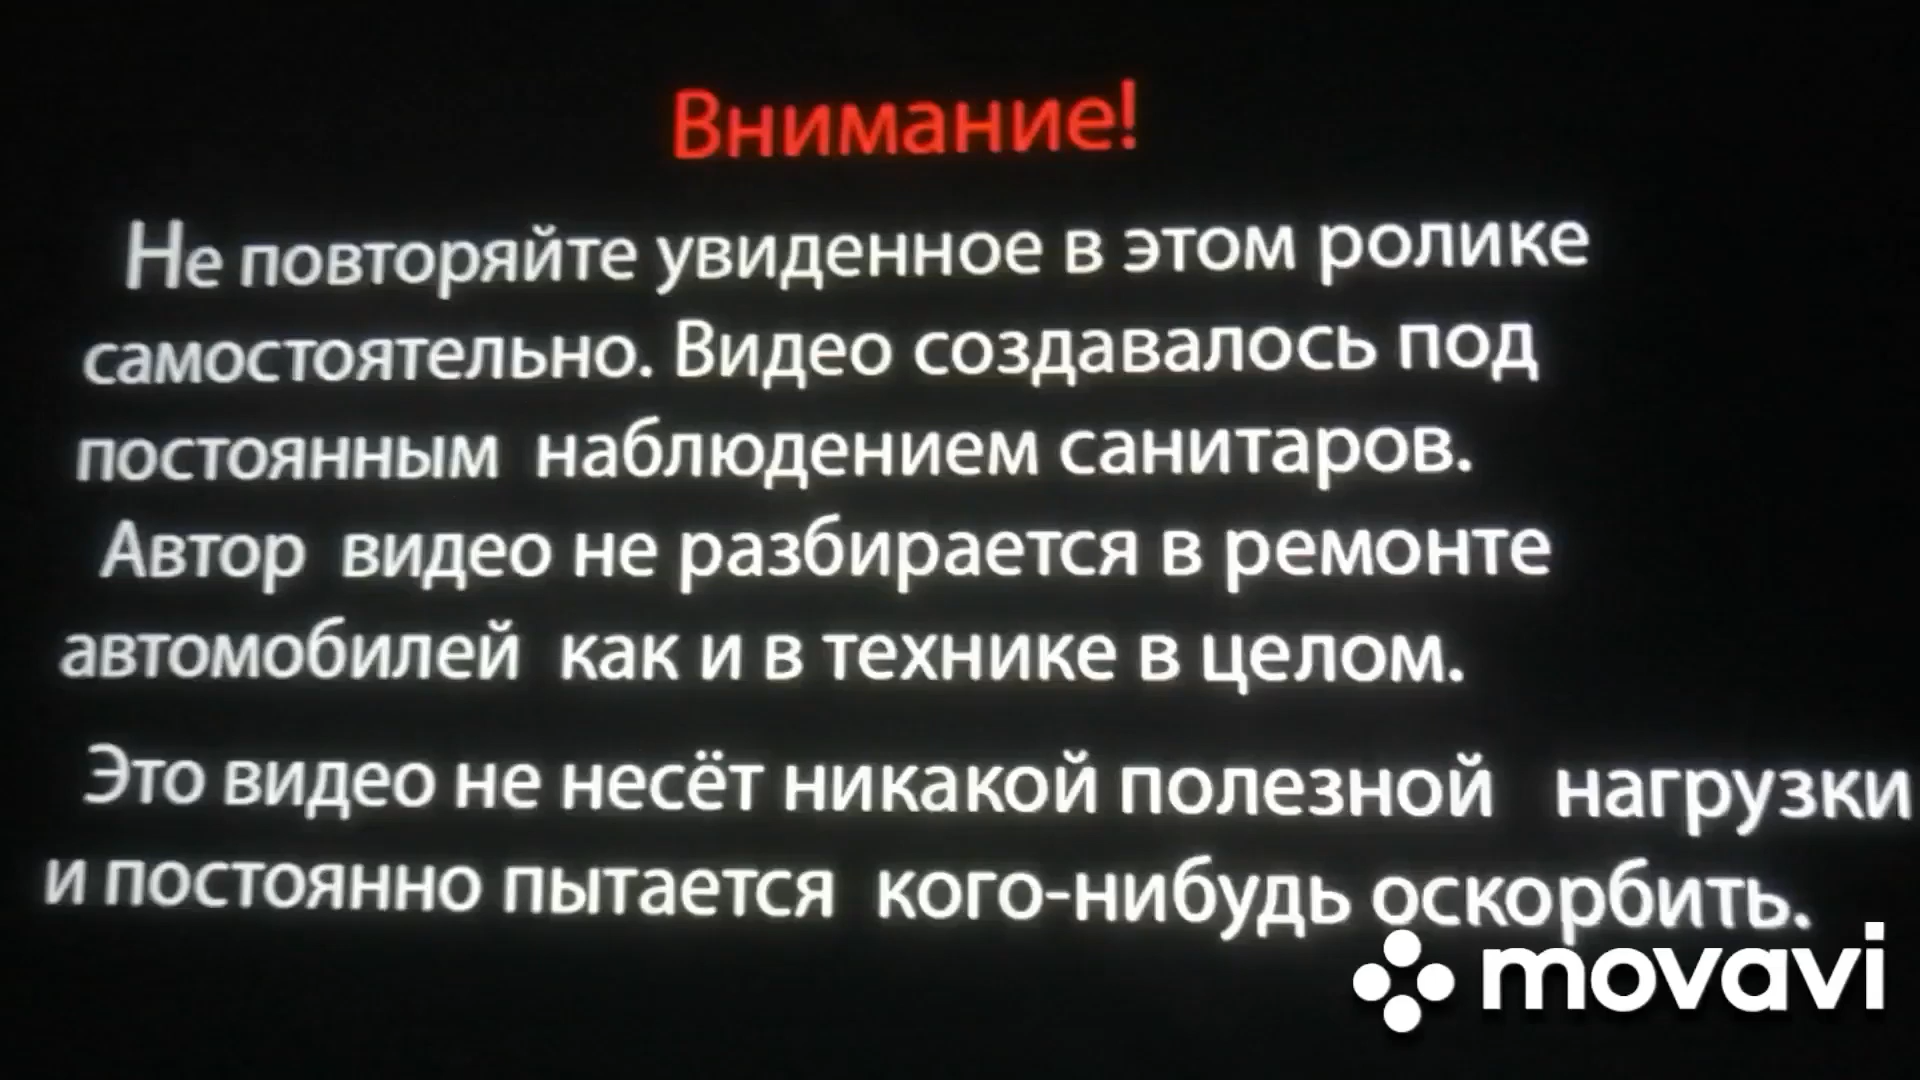 Внимание!
Не повторяйте увиденное в этом ролике
самостоятельно. Видео создавалось под
постоянным наблюдением санитаров.
Автор видео не разбирается в ремонте
автомобилей как и в технике в целом.
Это видео не несёт никакой полезной нагрузки
и постоянно пытается кого-нибудь оскорбить.
movavi